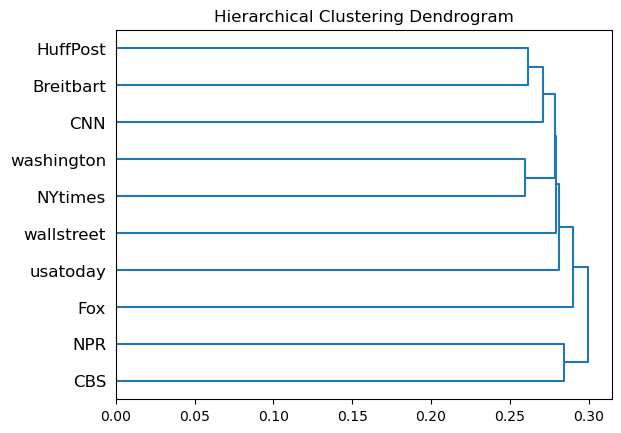 Hierarchical Clustering Dendrogram
HuffPost
Breitbart
CNN
washington
NYtimes
wallstreet
usatoday
Fox
NPR
CBS
0.00 0.05 0.10 0.15 0.20 0.25 0.30